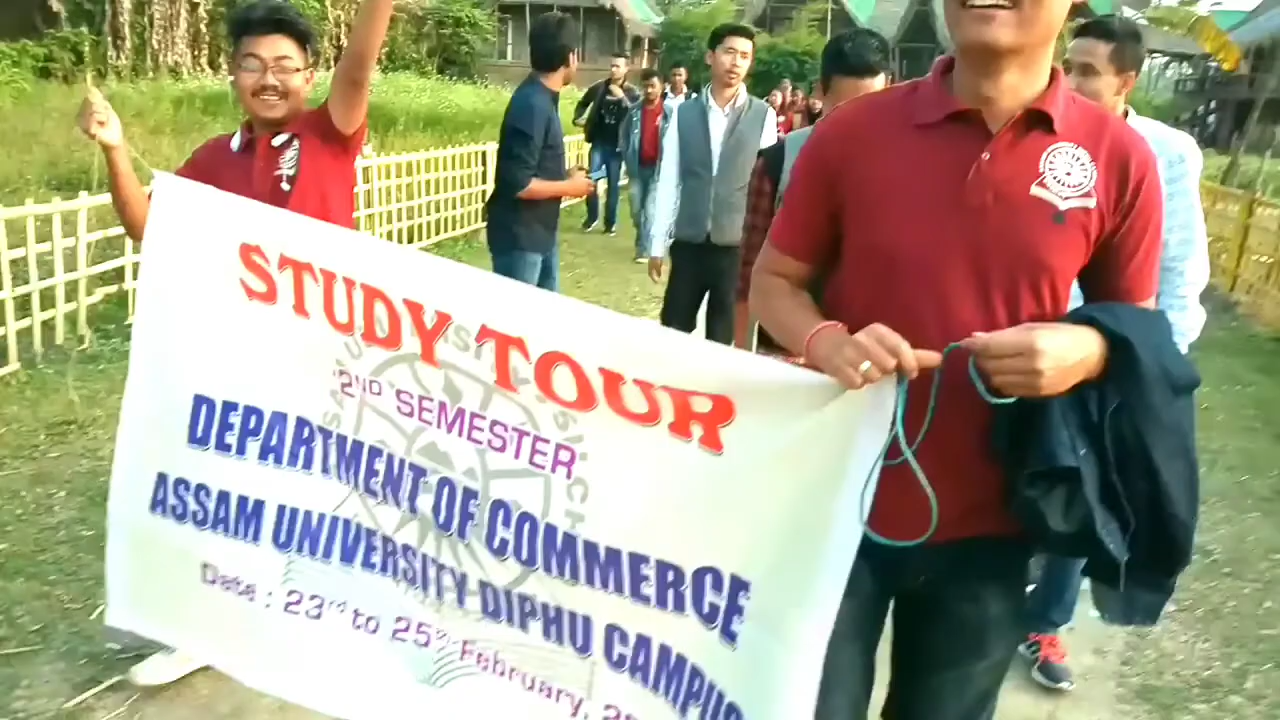 STUDY TOUR
2ND SEMESTER
DEPARTMENT OF COMMERCE
ASSAM UNIVERSITY DIPHU CAMPUS
Date : 23rd to 25th February,